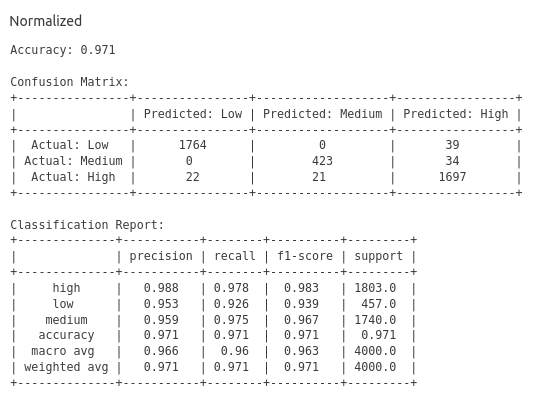 Normalized
Accuracy: 0.971
Confusion Matrix:
+----------------+----------------+-------------------+-----------------+
|                | Predicted: Low | Predicted: Medium | Predicted: High |
+----------------+----------------+-------------------+-----------------+
|  Actual: Low   |      1764      |         0         |       39        |
| Actual: Medium |       0        |        423        |       34        |
|  Actual: High  |       22       |        21         |      1697       |
+----------------+----------------+-------------------+-----------------+
Classification Report:
+--------------+-----------+--------+----------+---------+
|              | precision | recall | f1-score | support |
+--------------+-----------+--------+----------+---------+
|     high     |   0.988   | 0.978  |  0.983   | 1803.0  |
|     low      |   0.953   | 0.926  |  0.939   |  457.0  |
|    medium    |   0.959   | 0.975  |  0.967   | 1740.0  |
|   accuracy   |   0.971   | 0.971  |  0.971   |  0.971  |
|  macro avg   |   0.966   |  0.96  |  0.963   | 4000.0  |
| weighted avg |   0.971   | 0.971  |  0.971   | 4000.0  |
+--------------+-----------+--------+----------+---------+